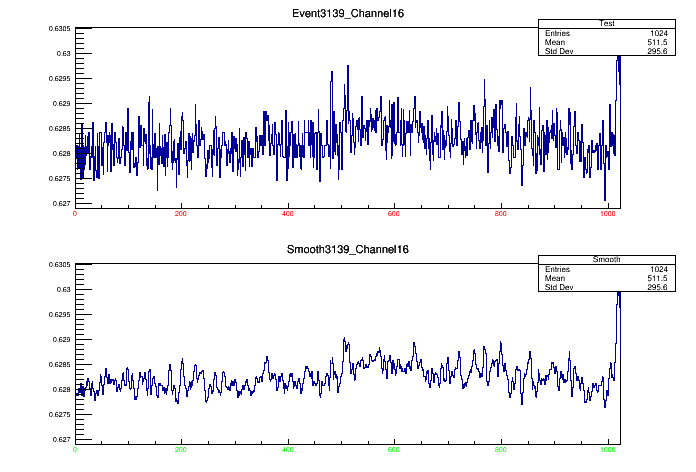 Event3139_Channel16
Test
Entries 1024
Mean 511.5
Std Dev 295.6
0.6305
0.63
0.6295
0.629
0.6285
0.628
0.6275
0.627
0 200 400 600 800 1000
Smooth3139_Channel16
Smooth
Entries 1024
Mean 511.5
Std Dev 295.6
0.6305
0.63
0.6295
0.629
0.6285
0.628
0.6275
0.627
0 200 400 600 800 1000